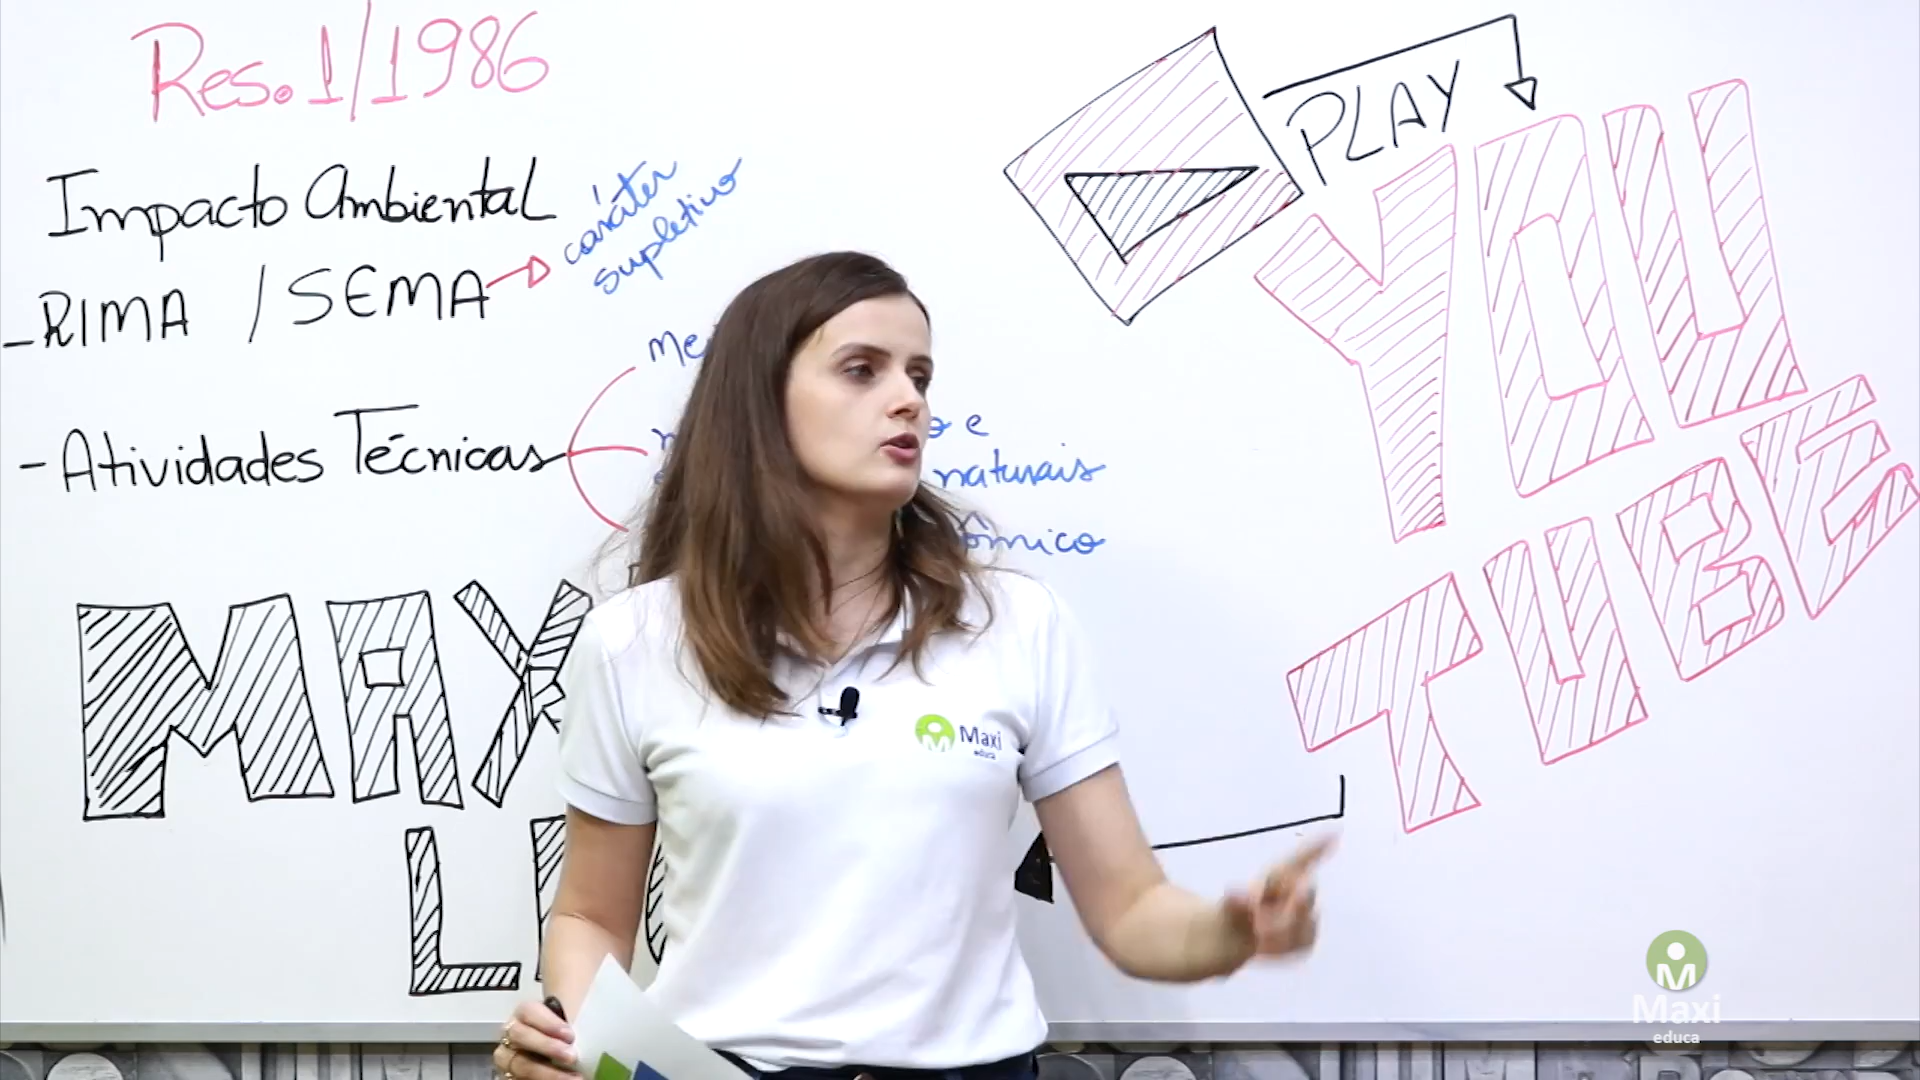 Res. 1/1986
Impacto Ambiental
- RIMA / SEMA
caráter
supletivo
- Atividades Técnicas
naturais
PLAY
YOU
TUBE
MAX
Maxi
educa
Maxi
educa